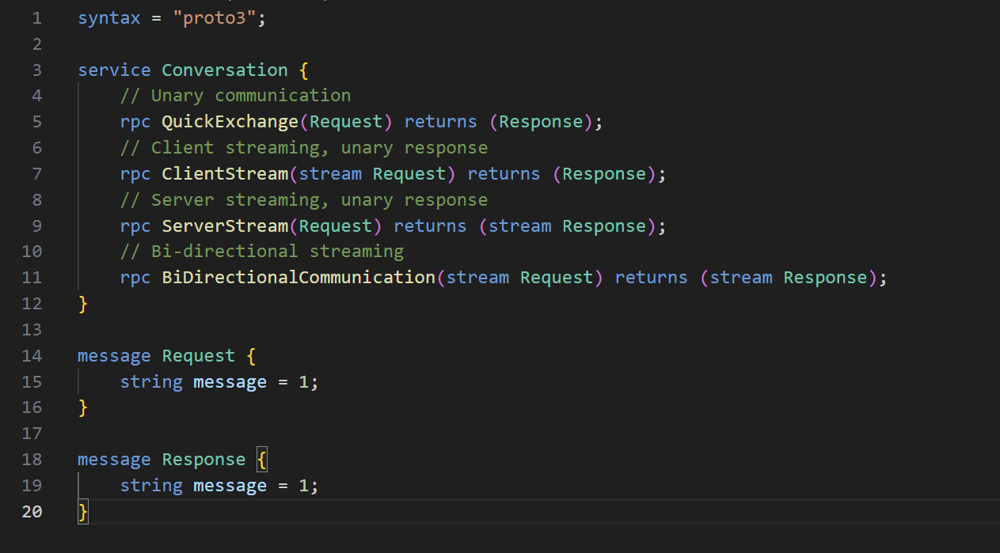 1 syntax = "proto3";
2
3 service Conversation {
4     // Unary communication
5     rpc QuickExchange(Request) returns (Response);
6     // Client streaming, unary response
7     rpc ClientStream(stream Request) returns (Response);
8     // Server streaming, unary response
9     rpc ServerStream(Request) returns (stream Response);
10     // Bi-directional streaming
11     rpc BiDirectionalCommunication(stream Request) returns (stream Response);
12 }
13
14 message Request {
15     string message = 1;
16 }
17
18 message Response {
19     string message = 1;
20 }